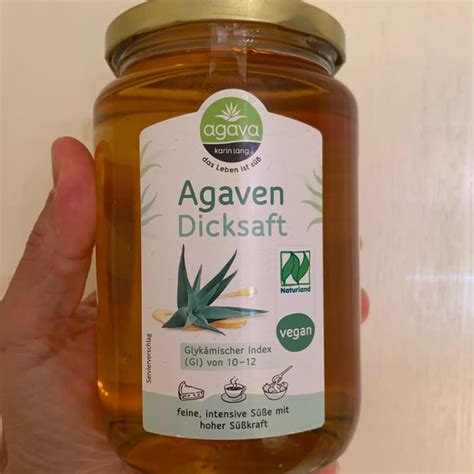 agava
karin lang
das Leben ist süß
Agaven
Dicksaft
Naturland
vegan
Glykämischer Index
(GI) von 10–12
Serviervorschlag
feine, intensive Süße mit
hoher Süßkraft